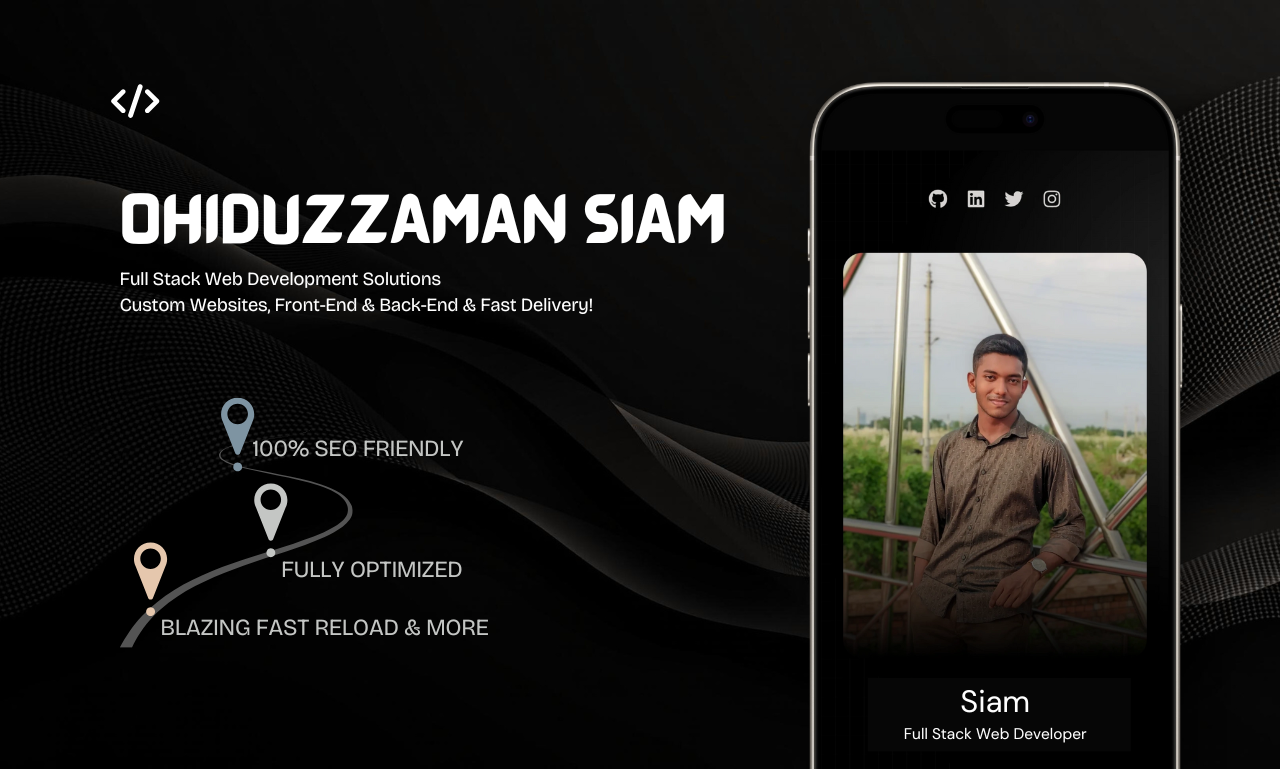 </>
OHIDUZZAMAN SIAM
Full Stack Web Development Solutions
Custom Websites, Front-End & Back-End & Fast Delivery!
100% SEO FRIENDLY
FULLY OPTIMIZED
BLAZING FAST RELOAD & MORE
Siam
Full Stack Web Developer